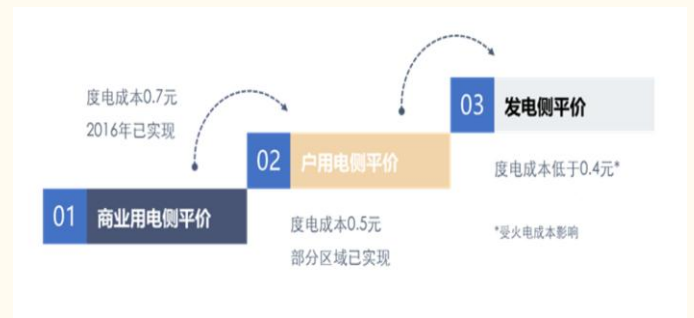 度电成本0.7元
2016年已实现
01 商业用电侧平价
02 户用电侧平价
度电成本0.5元
部分区域已实现
03 发电侧平价
度电成本低于0.4元*
*受火电成本影响